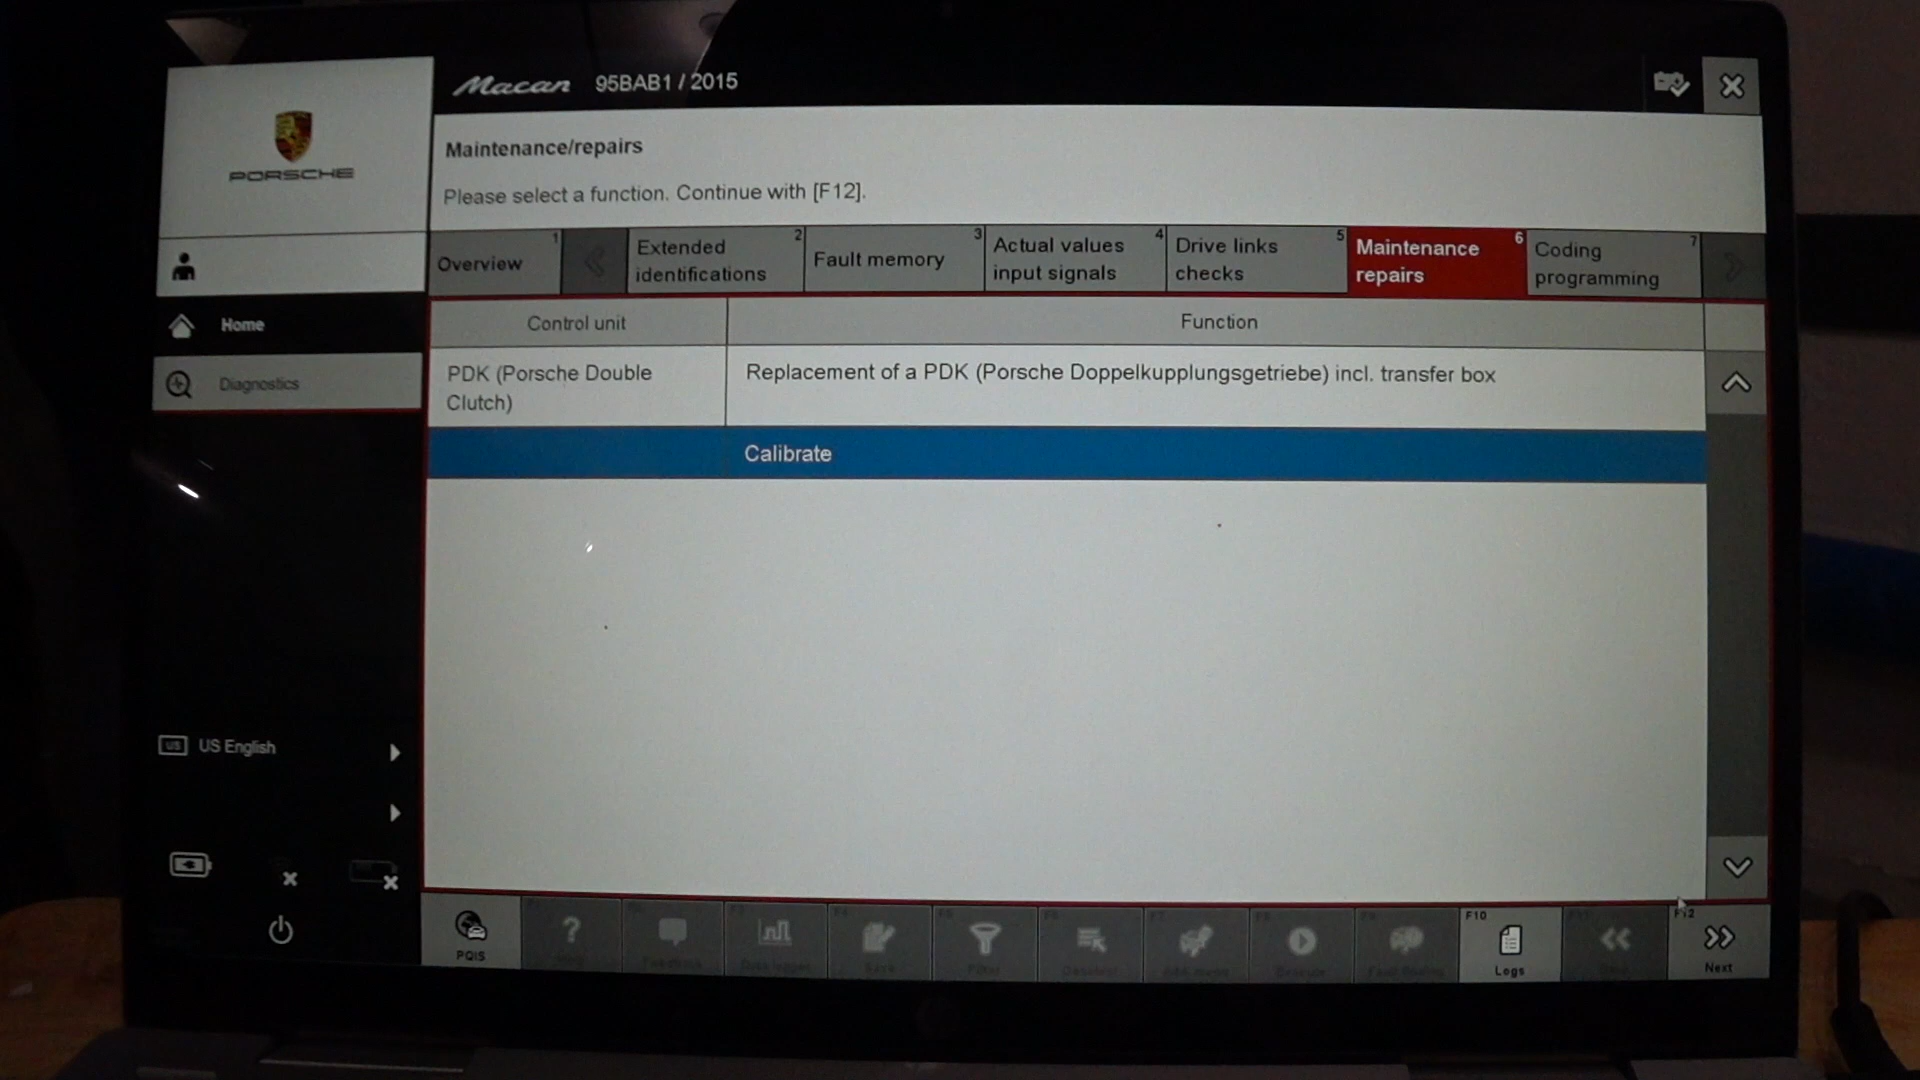 Macan 95BAB1 / 2015
PORSCHE
Maintenance/repairs
Please select a function. Continue with [F12].
Overview 1
Extended identifications 2
Fault memory 3
Actual values input signals 4
Drive links checks 5
Maintenance repairs 6
Coding programming 7
Home
Diagnostics
Control unit
Function
PDK (Porsche Double
Clutch)
Replacement of a PDK (Porsche Doppelkupplungsgetriebe) incl. transfer box
Calibrate
US US English
PQIS
F10
Logs
F12
Next